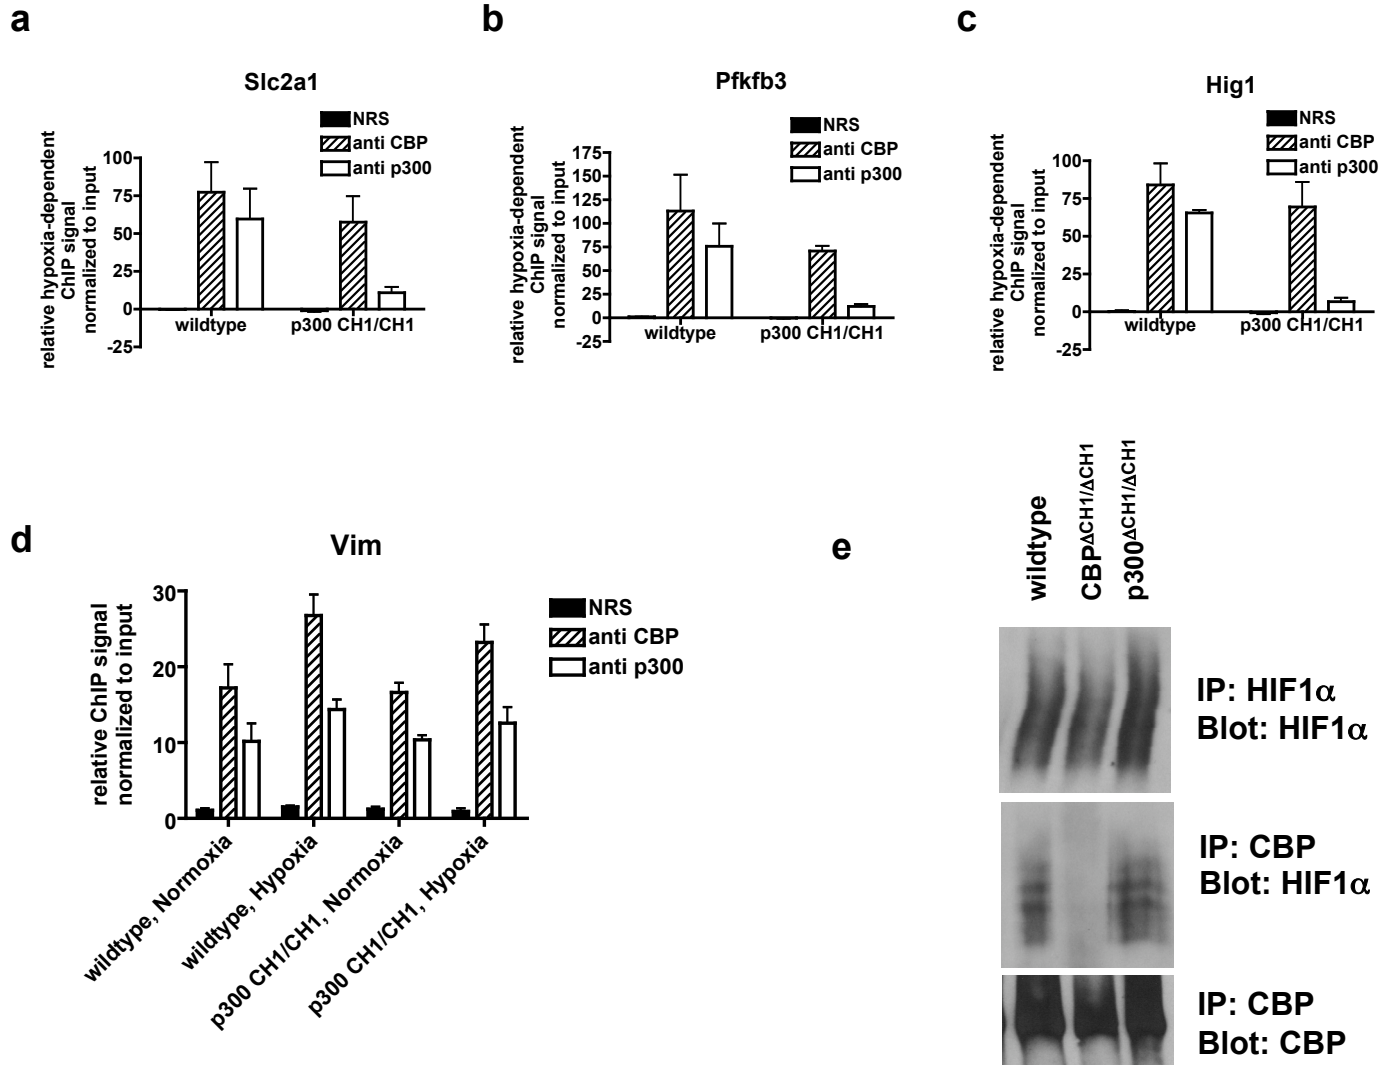 a
Slc2a1
NRS
anti CBP
anti p300
relative hypoxia-dependent
ChIP signal
normalized to input
100
75
50
25
0
-25
wildtype
p300 CH1/CH1
b
Pfkfb3
NRS
anti CBP
anti p300
relative hypoxia-dependent
ChIP signal
normalized to input
175
150
125
100
75
50
25
0
-25
wildtype
p300 CH1/CH1
c
Hig1
NRS
anti CBP
anti p300
relative hypoxia-dependent
ChIP signal
normalized to input
100
75
50
25
0
-25
wildtype
p300 CH1/CH1
d
Vim
NRS
anti CBP
anti p300
relative ChIP signal
normalized to input
30
20
10
0
wildtype, Normoxia
wildtype, Hypoxia
p300 CH1/CH1, Normoxia
p300 CH1/CH1, Hypoxia
e
wildtype
CBPΔCH1/ΔCH1
p300ΔCH1/ΔCH1
IP: HIF1α
Blot: HIF1α
IP: CBP
Blot: HIF1α
IP: CBP
Blot: CBP